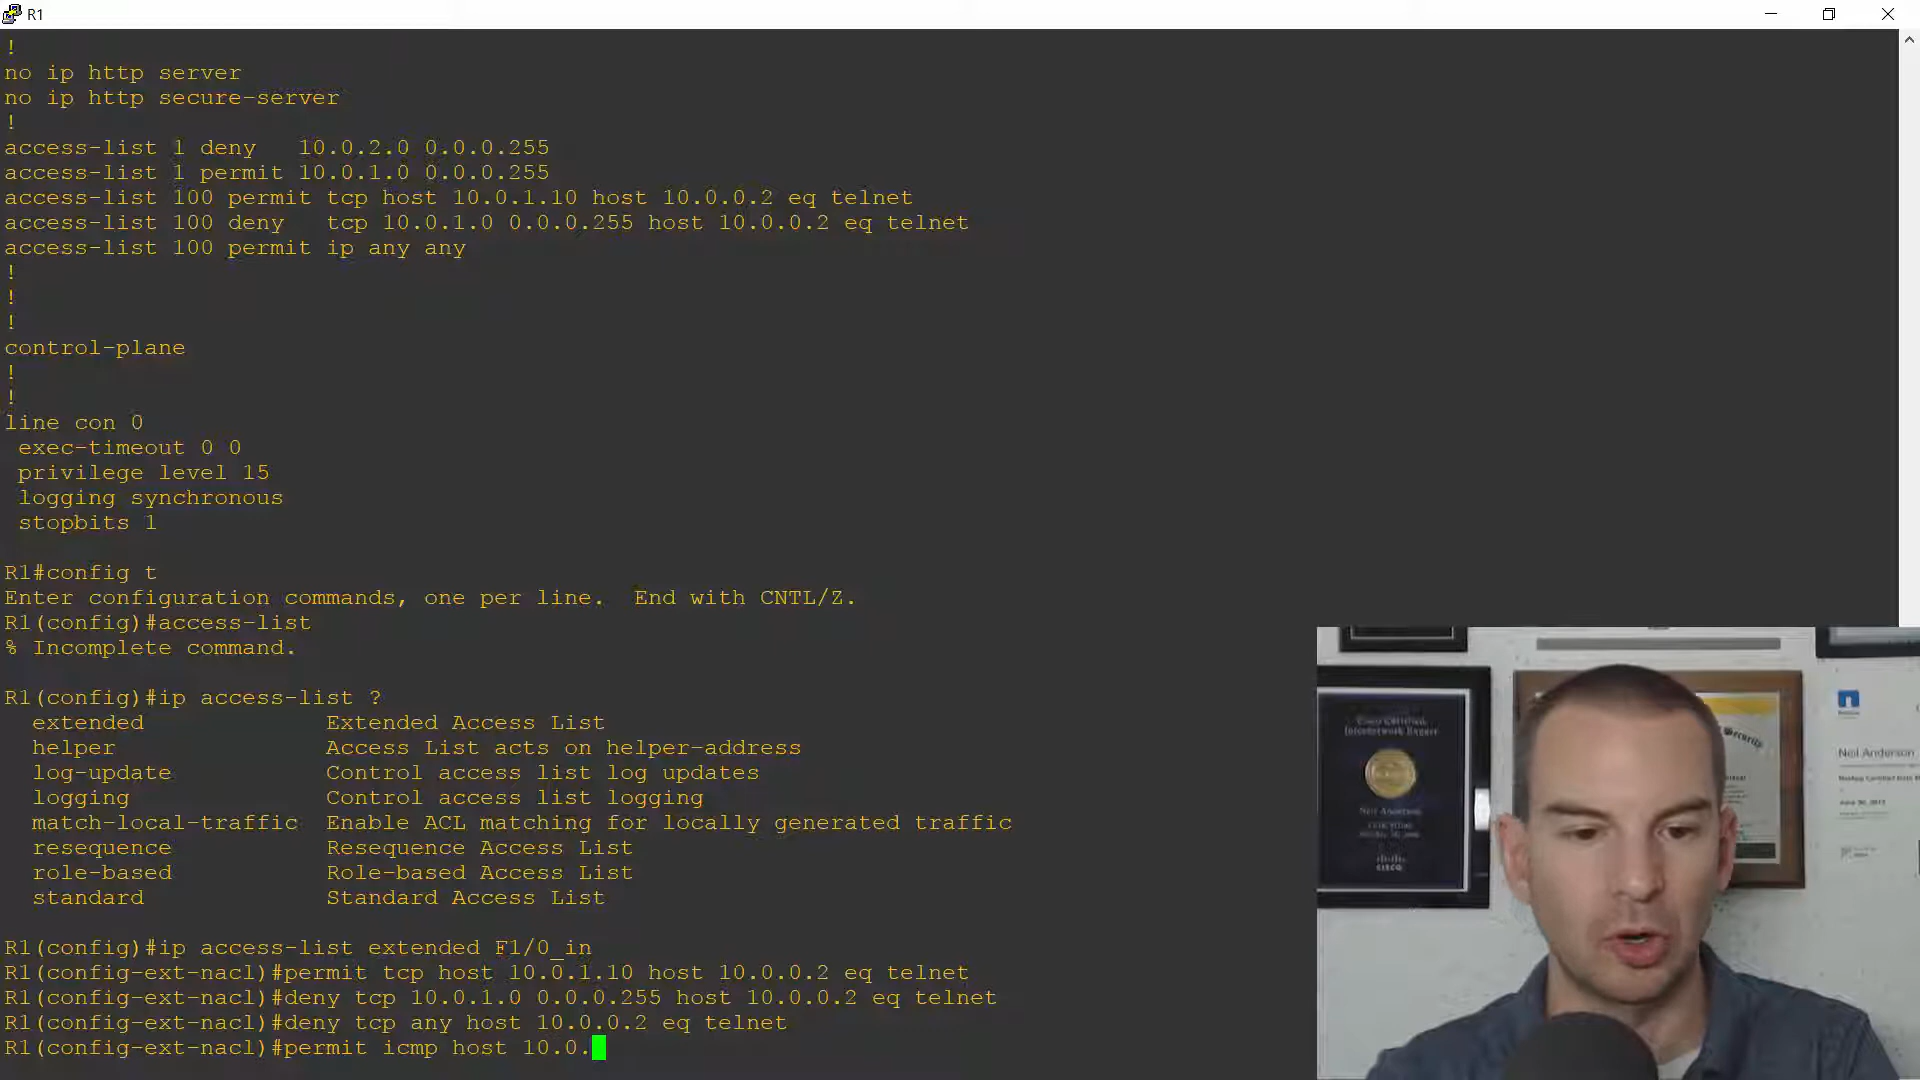 R1
!
no ip http server
no ip http secure-server
!
access-list 1 deny   10.0.2.0 0.0.0.255
access-list 1 permit 10.0.1.0 0.0.0.255
access-list 100 permit tcp host 10.0.1.10 host 10.0.0.2 eq telnet
access-list 100 deny   tcp 10.0.1.0 0.0.0.255 host 10.0.0.2 eq telnet
access-list 100 permit ip any any
!
!
!
control-plane
!
!
line con 0
 exec-timeout 0 0
 privilege level 15
 logging synchronous
 stopbits 1
R1#config t
Enter configuration commands, one per line.  End with CNTL/Z.
R1(config)#access-list
% Incomplete command.
R1(config)#ip access-list ?
  extended             Extended Access List
  helper               Access List acts on helper-address
  log-update           Control access list log updates
  logging              Control access list logging
  match-local-traffic  Enable ACL matching for locally generated traffic
  resequence           Resequence Access List
  role-based           Role-based Access List
  standard             Standard Access List
R1(config)#ip access-list extended F1/0_in
R1(config-ext-nacl)#permit tcp host 10.0.1.10 host 10.0.0.2 eq telnet
R1(config-ext-nacl)#deny tcp 10.0.1.0 0.0.0.255 host 10.0.0.2 eq telnet
R1(config-ext-nacl)#deny tcp any host 10.0.0.2 eq telnet
R1(config-ext-nacl)#permit icmp host 10.0.
Cisco Certified
Internetwork Expert
Neil Anderson
CISCO
Security
Neil Anderson